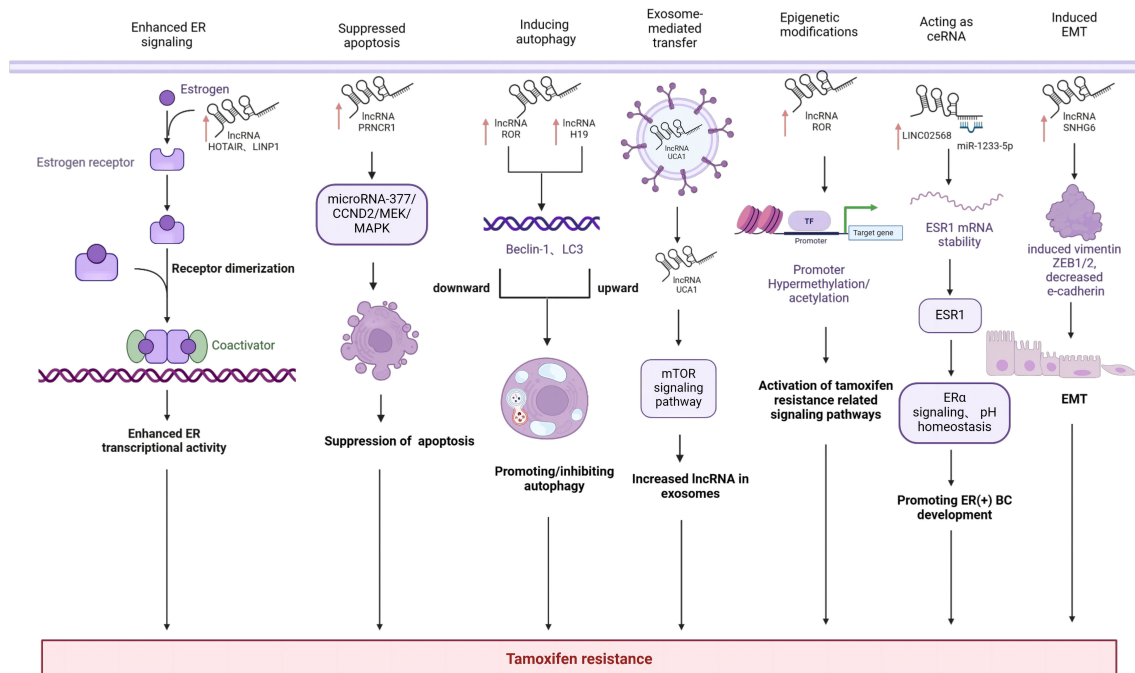 Enhanced ER
signaling
Suppressed
apoptosis
Inducing
autophagy
Exosome-
mediated
transfer
Epigenetic
modifications
Acting as
ceRNA
Induced
EMT
Estrogen
lncRNA
HOTAIR、LINP1
Estrogen receptor
Receptor dimerization
Coactivator
Enhanced ER
transcriptional activity
lncRNA
PRNCR1
microRNA-377/
CCND2/MEK/
MAPK
Suppression of apoptosis
lncRNA
ROR
lncRNA
H19
Beclin-1、LC3
downward
upward
Promoting/inhibiting
autophagy
lncRNA
UCA1
lncRNA
UCA1
mTOR
signaling
pathway
Increased lncRNA in
exosomes
lncRNA
ROR
TF
Promoter
Target gene
Promoter
Hypermethylation/
acetylation
Activation of tamoxifen
resistance related
signaling pathways
LINC02568
miR-1233-5p
ESR1 mRNA
stability
ESR1
ERα
signaling、 pH
homeostasis
Promoting ER(+) BC
development
lncRNA
SNHG6
induced vimentin
ZEB1/2,
decreased
e-cadherin
EMT
Tamoxifen resistance